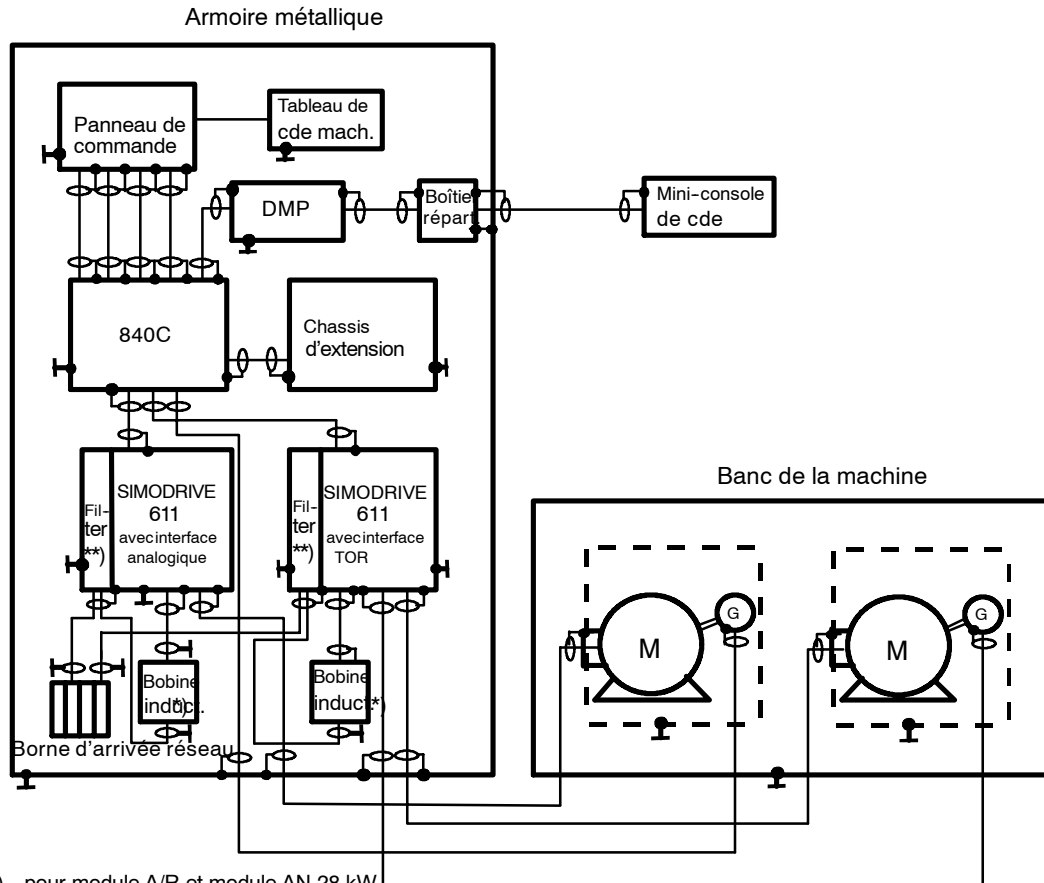 Armoire métallique
Panneau de
commande
Tableau de
cde mach.
DMP
Boîtie
répart
Mini-console
de cde
840C
Chassis
d'extension
Fil-
ter
**)
SIMODRIVE
611
avec interface
analogique
Fil-
ter
**)
SIMODRIVE
611
avec interface
TOR
Banc de la machine
M
G
M
G
Bobine
induct.
*)
Bobine
induct.*)
Borne d'arrivée réseau
pour module A/R et module AN 28 kW